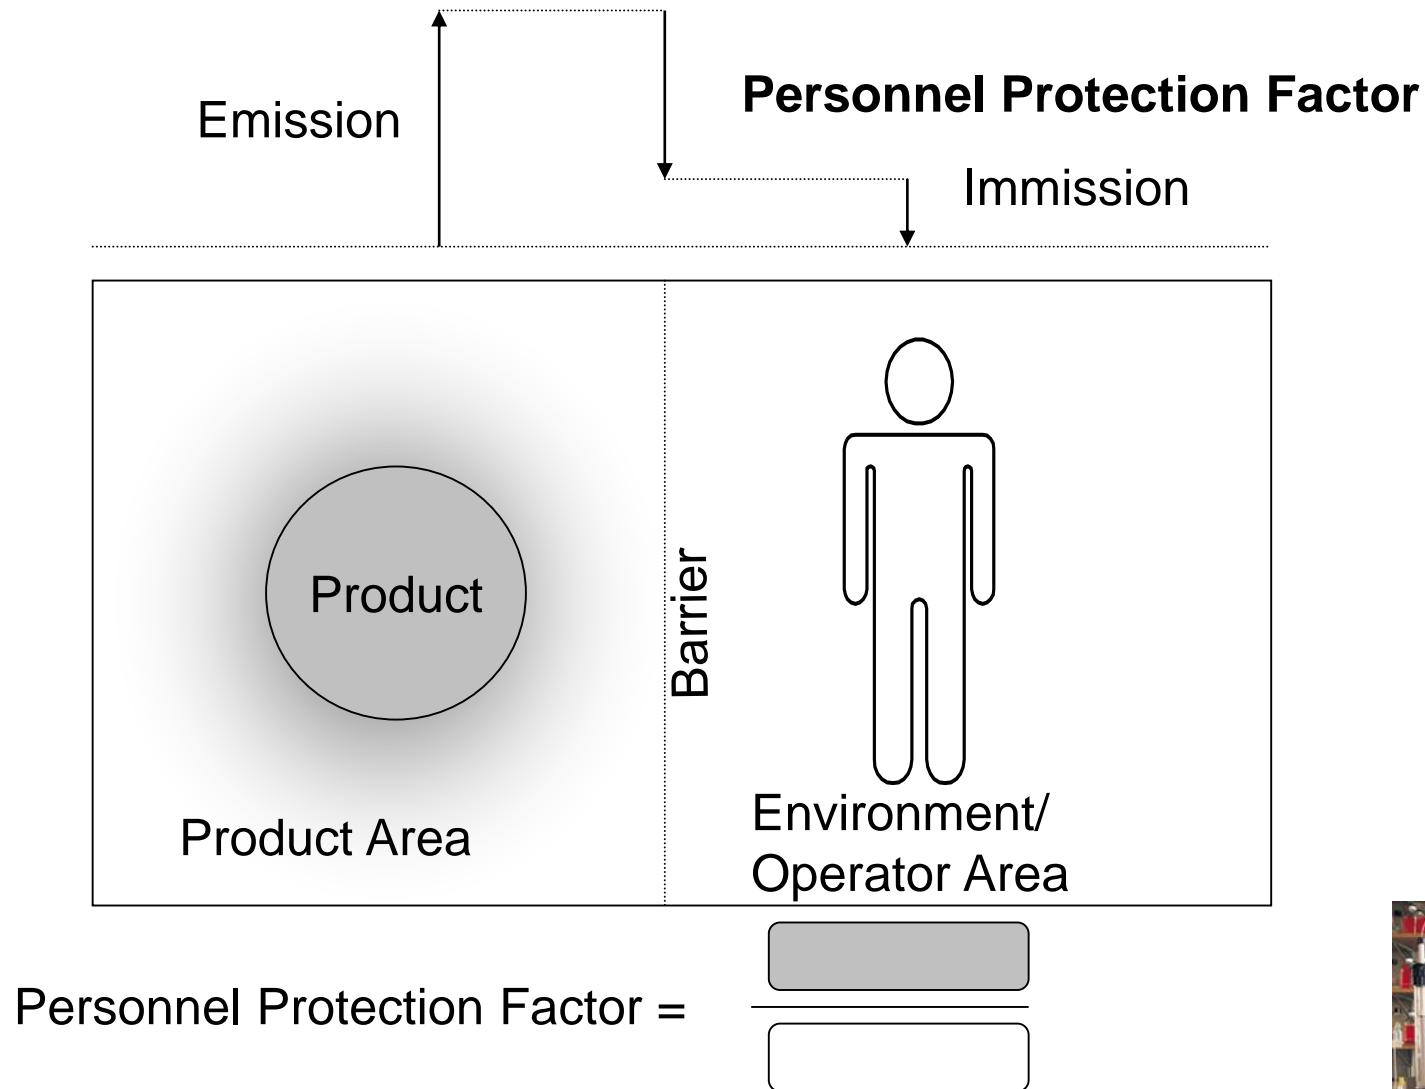 Emission
Personnel Protection Factor
Immission
Product
Barrier
Product Area
Environment/
Operator Area
Personnel Protection Factor =